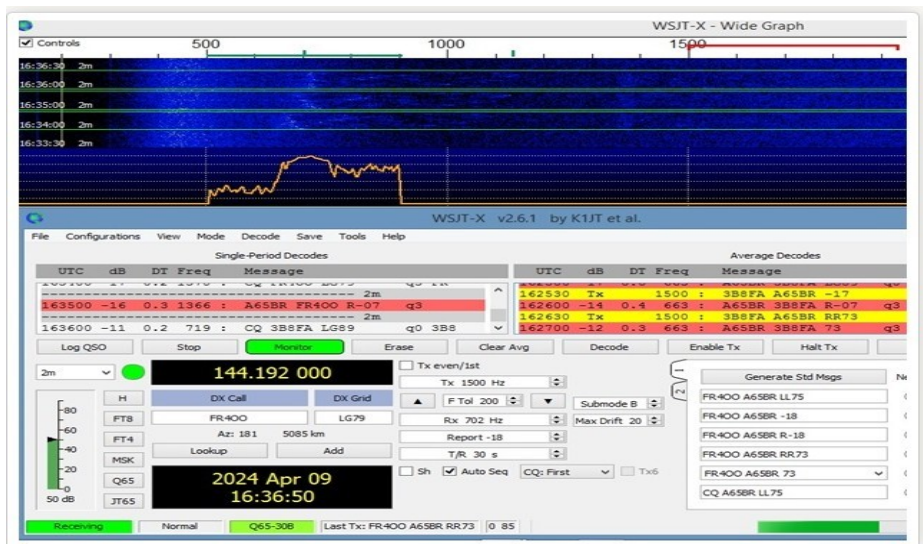 WSJT-X - Wide Graph
Controls 500 1000 1500
16:36:30 2m
16:36:00 2m
16:35:00 2m
16:34:00 2m
16:33:30 2m
WSJT-X v2.6.1 by K1JT et al.
File Configurations View Mode Decode Save Tools Help
Single-Period Decodes Average Decodes
UTC dB DT Freq Message UTC dB DT Freq Message
2m 162530 Tx 1500 : 3B8FA A65BR -17
163500 -16 0.3 1366 : A65BR FR4OO R-07 q3 162600 -14 0.4 663 : A65BR 3B8FA R-07 q3
2m 162630 Tx 1500 : 3B8FA A65BR RR73
163600 -11 0.2 719 : CQ 3B8FA LG89 q0 3B8 162700 -12 0.3 663 : A65BR 3B8FA 73 q3
Log QSO Stop Monitor Erase Clear Avg Decode Enable Tx Halt Tx
2m 144.192 000 Tx even/1st
Tx 1500 Hz
Generate Std Msgs
1
2
H DX Call DX Grid F Tol 200 Submode B
FR4OO A65BR LL75
-80
FT8 FR4OO LG79 Rx 702 Hz Max Drift 20
FR4OO A65BR -18
-60
FT4 Az: 181 5085 km Report -18
FR4OO A65BR R-18
-40
MSK Lookup Add T/R 30 s
FR4OO A65BR RR73
-20
Q65 2024 Apr 09 Sh Auto Seq CQ: First Tx6
FR4OO A65BR 73
-0
50 dB JT65 16:36:50
CQ A65BR LL75
Receiving Normal Q65-30B Last Tx: FR4OO A65BR RR73 0 85